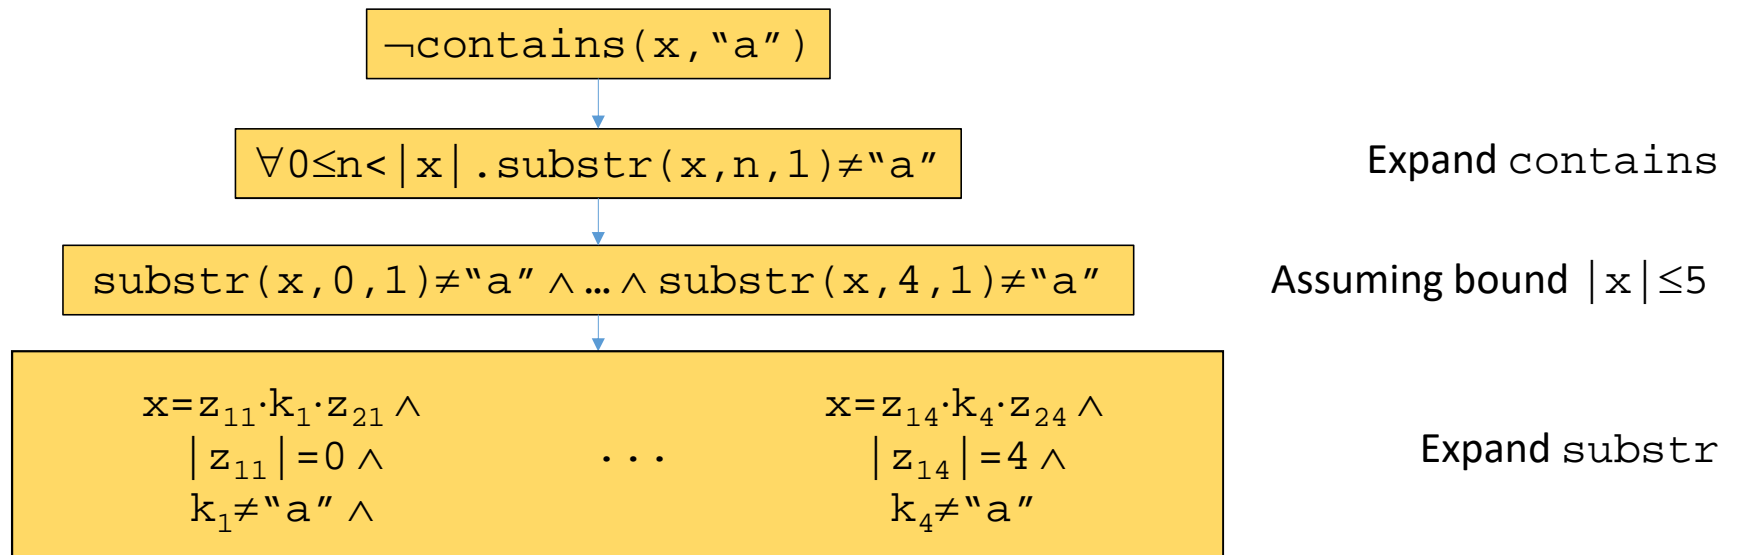 ¬contains(x,“a”)
∀0≤n<|x|.substr(x,n,1)≠“a”
Expand contains
substr(x,0,1)≠“a” ∧ … ∧ substr(x,4,1)≠“a”
Assuming bound |x|≤5
x=z₁₁·k₁·z₂₁ ∧
|z₁₁|=0 ∧
k₁≠“a” ∧
...
x=z₁₄·k₄·z₂₄ ∧
|z₁₄|=4 ∧
k₄≠“a”
Expand substr